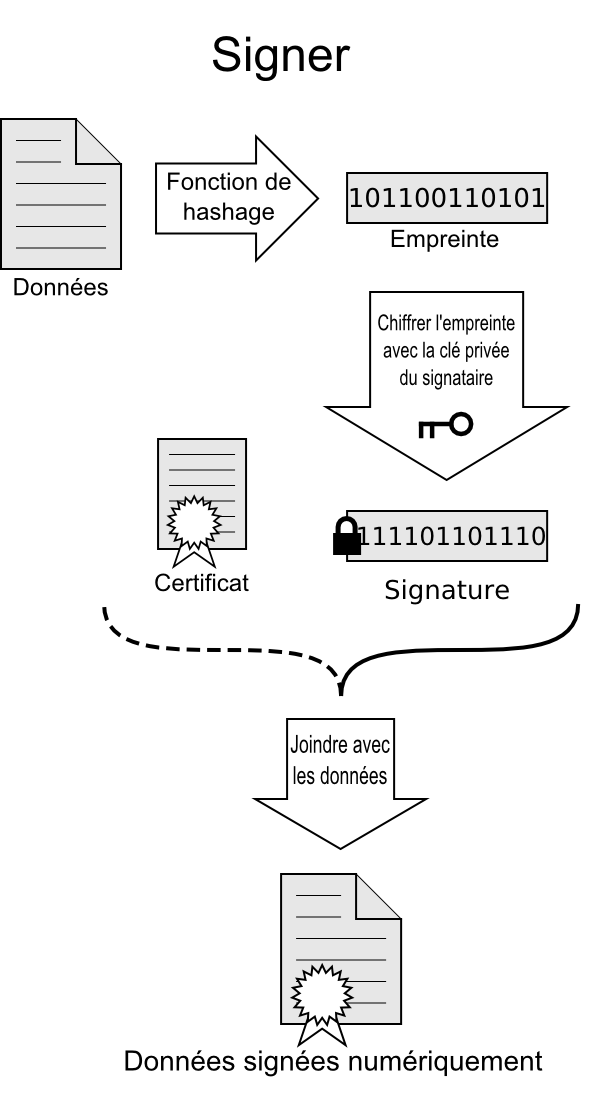 Signer
Fonction de
hashage
101100110101
Empreinte
Données
Chiffrer l'empreinte
avec la clé privée
du signataire
111101101110
Certificat
Signature
Joindre avec
les données
Données signées numériquement